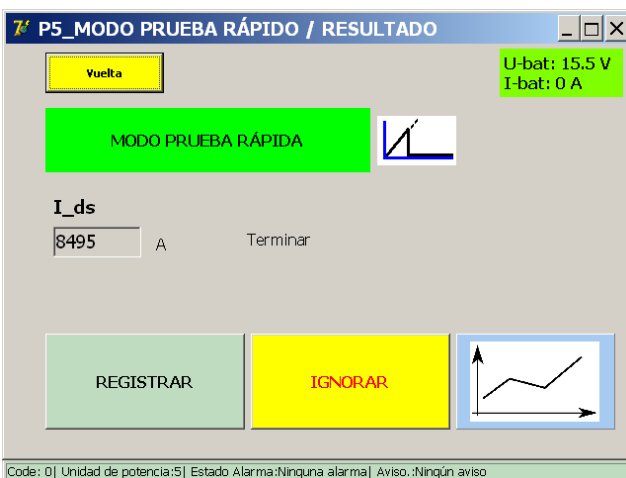 P5_MODO PRUEBA RÁPIDO / RESULTADO
Vuelta
U-bat: 15.5 V
I-bat: 0 A
MODO PRUEBA RÁPIDA
I_ds
8495 A Terminar
REGISTRAR
IGNORAR
Code: 0| Unidad de potencia:5| Estado Alarma:Ninguna alarma| Aviso.:Ningún aviso